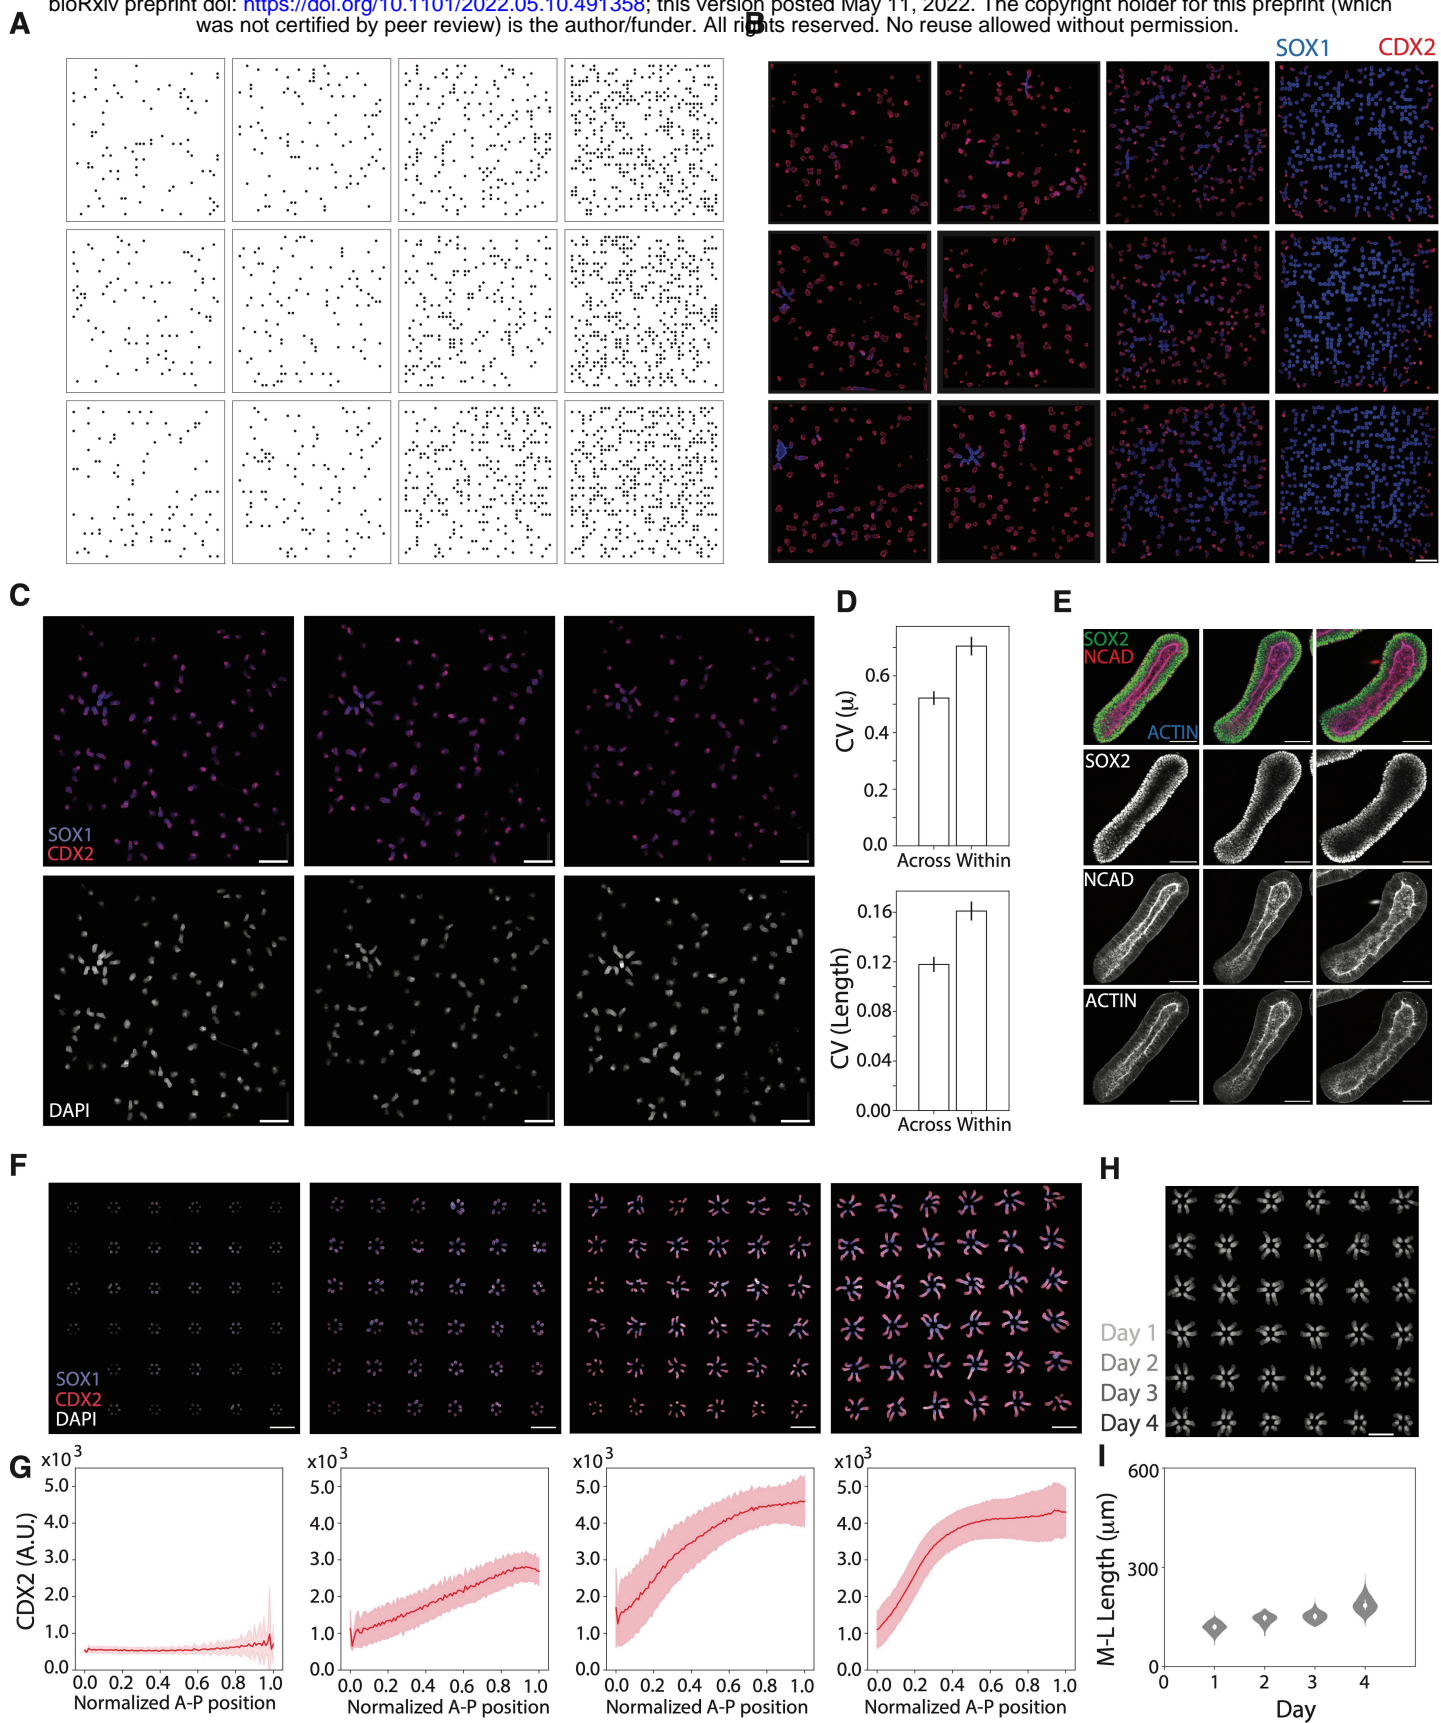 bioRxiv preprint doi: https://doi.org/10.1101/2022.05.10.491358; this version posted May 11, 2022. The copyright holder for this preprint (which
was not certified by peer review) is the author/funder. All rights reserved. No reuse allowed without permission.
A
B
SOX1 CDX2
C
SOX1
CDX2
DAPI
D
CV (μ)
0.6
0.4
0.2
0.0
Across Within
CV (Length)
0.16
0.12
0.08
0.04
0.00
Across Within
E
SOX2
NCAD
ACTIN
SOX2
NCAD
ACTIN
F
SOX1
CDX2
DAPI
G
CDX2 (A.U.)
x10³
5.0
4.0
3.0
2.0
1.0
0.0
0.0 0.2 0.4 0.6 0.8 1.0
Normalized A-P position
x10³
5.0
4.0
3.0
2.0
1.0
0.0
0.0 0.2 0.4 0.6 0.8 1.0
Normalized A-P position
x10³
5.0
4.0
3.0
2.0
1.0
0.0
0.0 0.2 0.4 0.6 0.8 1.0
Normalized A-P position
x10³
5.0
4.0
3.0
2.0
1.0
0.0
0.0 0.2 0.4 0.6 0.8 1.0
Normalized A-P position
H
Day 1
Day 2
Day 3
Day 4
I
M-L Length (μm)
600
300
0
0 1 2 3 4
Day